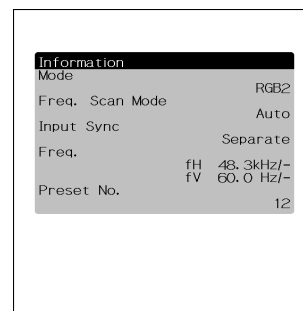 Information
Mode
RGB2
Freq. Scan Mode
Auto
Input Sync
Separate
Freq.
fH 48.3kHz/-
fV 60.0 Hz/-
Preset No.
12